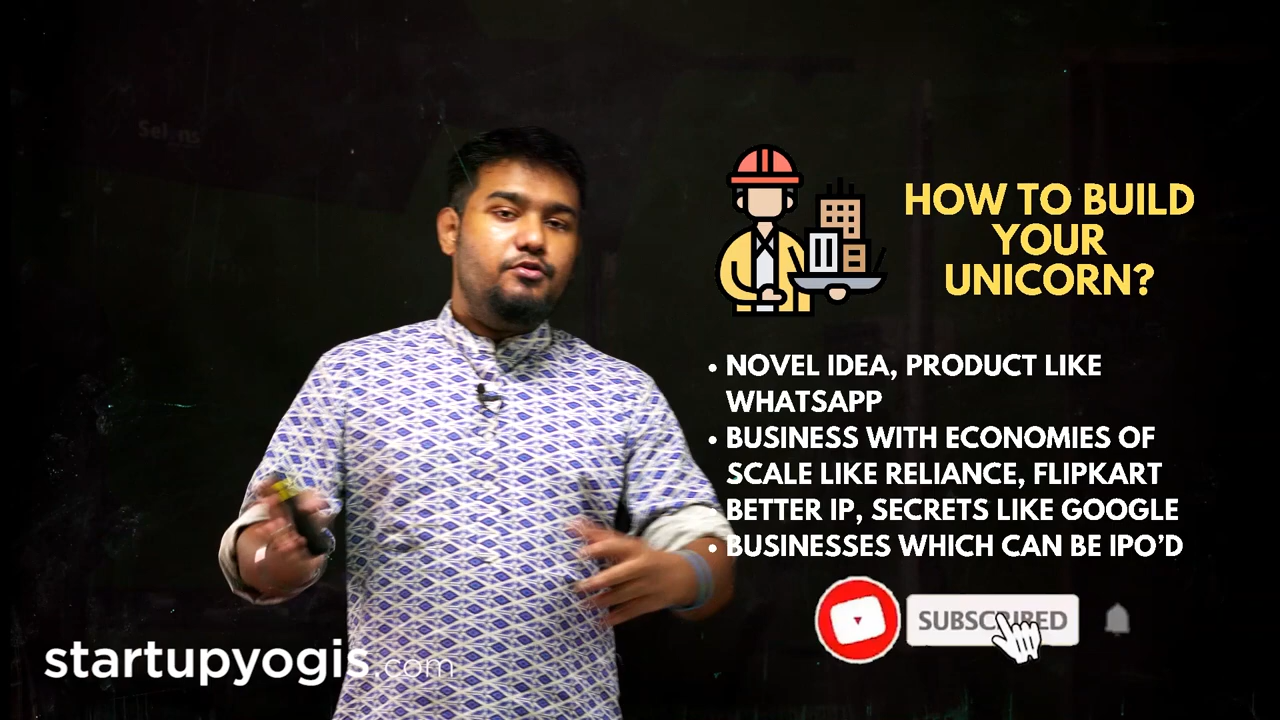 HOW TO BUILD
YOUR
UNICORN?
• NOVEL IDEA, PRODUCT LIKE
WHATSAPP
• BUSINESS WITH ECONOMIES OF
SCALE LIKE RELIANCE, FLIPKART
BETTER IP, SECRETS LIKE GOOGLE
• BUSINESSES WHICH CAN BE IPO'D
SUBSCRIBED
startupyogis.com